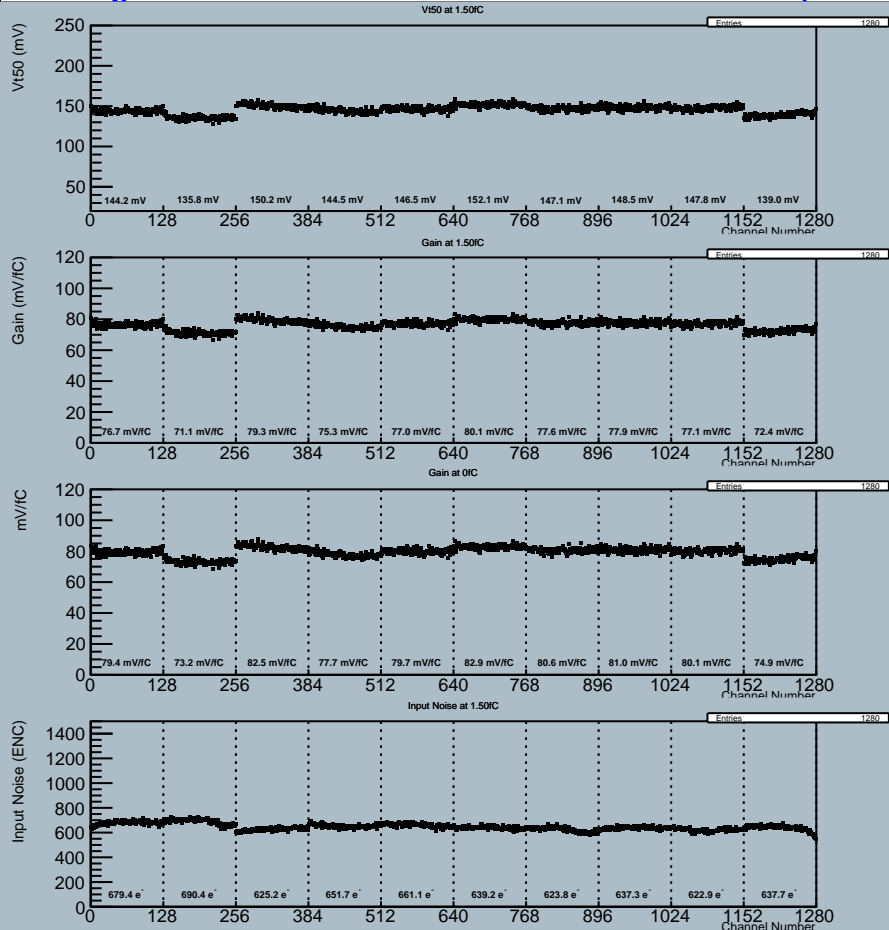 Vt50 at 1.50fC
Entries 1280
Vt50 (mV)
250
200
150
100
50
144.2 mV 135.8 mV 150.2 mV 144.5 mV 146.5 mV 152.1 mV 147.1 mV 148.5 mV 147.8 mV 139.0 mV
0 128 256 384 512 640 768 896 1024 1152 1280
Channel Number
Gain at 1.50fC
Entries 1280
Gain (mV/fC)
120
100
80
60
40
20
0
76.7 mV/fC 71.1 mV/fC 79.3 mV/fC 75.3 mV/fC 77.0 mV/fC 80.1 mV/fC 77.6 mV/fC 77.9 mV/fC 77.1 mV/fC 72.4 mV/fC
0 128 256 384 512 640 768 896 1024 1152 1280
Channel Number
Gain at 0fC
Entries 1280
mV/fC
120
100
80
60
40
20
0
79.4 mV/fC 73.2 mV/fC 82.5 mV/fC 77.7 mV/fC 79.7 mV/fC 82.9 mV/fC 80.6 mV/fC 81.0 mV/fC 80.1 mV/fC 74.9 mV/fC
0 128 256 384 512 640 768 896 1024 1152 1280
Channel Number
Input Noise at 1.50fC
Entries 1280
Input Noise (ENC)
1400
1200
1000
800
600
400
200
0
679.4 e⁻ 690.4 e⁻ 625.2 e⁻ 651.7 e⁻ 661.1 e⁻ 639.2 e⁻ 623.8 e⁻ 637.3 e⁻ 622.9 e⁻ 637.7 e⁻
0 128 256 384 512 640 768 896 1024 1152 1280
Channel Number